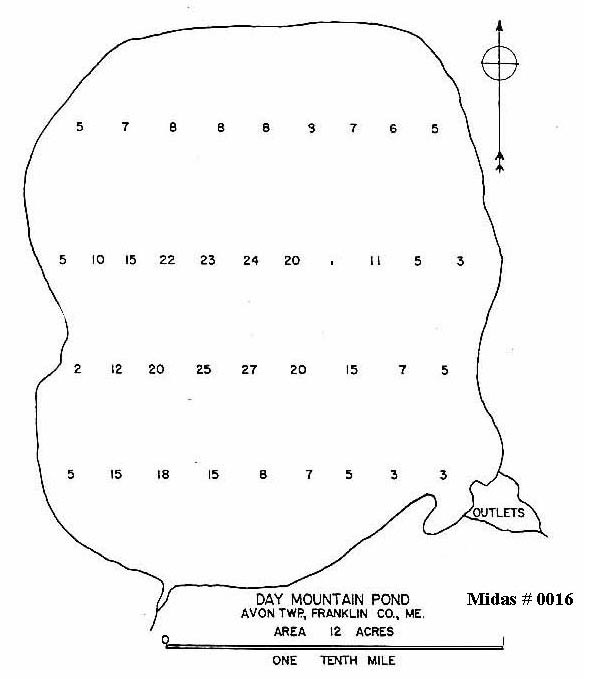 5 7 8 8 8 9 7 6 5
5 10 15 22 23 24 20 11 5 3
2 12 20 25 27 20 15 7 5
5 15 18 15 8 7 5 3 3
OUTLETS
DAY MOUNTAIN POND
Midas # 0016
AVON TWP., FRANKLIN CO., ME.
AREA 12 ACRES
0
ONE TENTH MILE